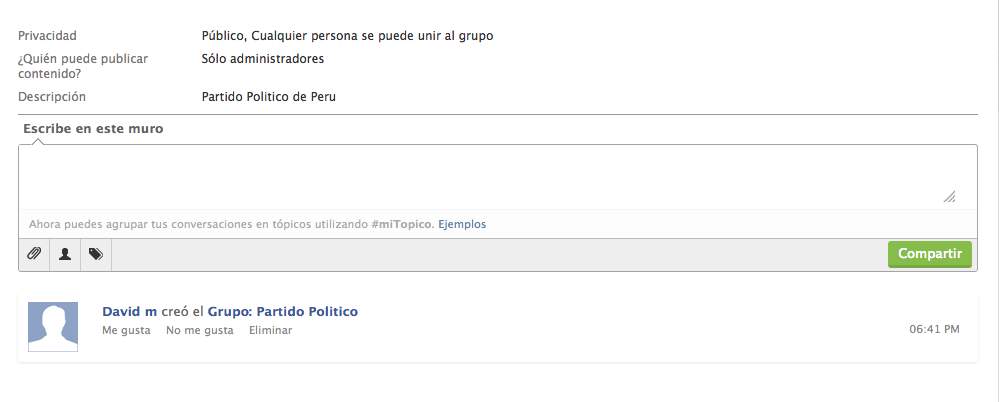 Privacidad Público, Cualquier persona se puede unir al grupo
¿Quién puede publicar Sólo administradores
contenido?
Descripción Partido Politico de Peru
Escribe en este muro
Ahora puedes agrupar tus conversaciones en tópicos utilizando #miTopico. Ejemplos
Compartir
David m creó el Grupo: Partido Politico
Me gusta No me gusta Eliminar 06:41 PM